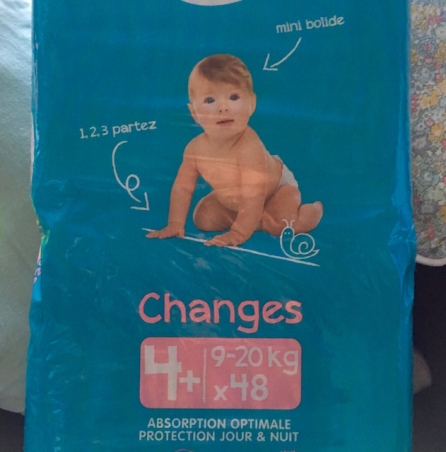 mini bolide
1, 2, 3 partez
Changes
4+
9-20 kg
x48
ABSORPTION OPTIMALE
PROTECTION JOUR & NUIT